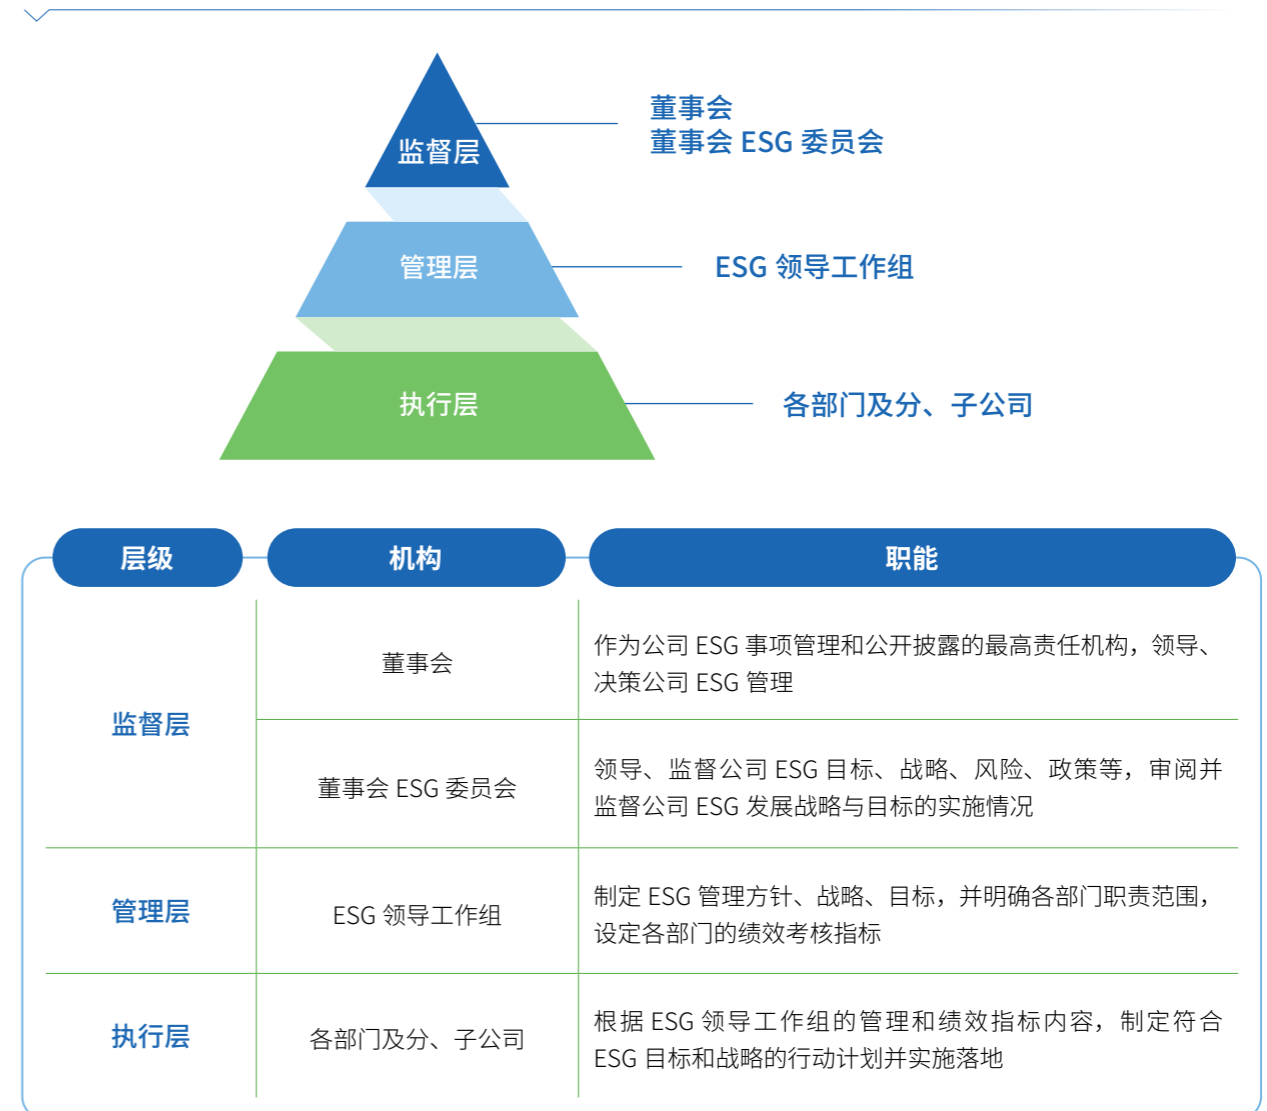 监督层
董事会
董事会 ESG 委员会
管理层
ESG 领导工作组
执行层
各部门及分、子公司
层级
机构
职能
监督层
董事会
作为公司 ESG 事项管理和公开披露的最高责任机构，领导、
决策公司 ESG 管理
董事会 ESG 委员会
领导、监督公司 ESG 目标、战略、风险、政策等，审阅并
监督公司 ESG 发展战略与目标的实施情况
管理层
ESG 领导工作组
制定 ESG 管理方针、战略、目标，并明确各部门职责范围，
设定各部门的绩效考核指标
执行层
各部门及分、子公司
根据 ESG 领导工作组的管理和绩效指标内容，制定符合
ESG 目标和战略的行动计划并实施落地